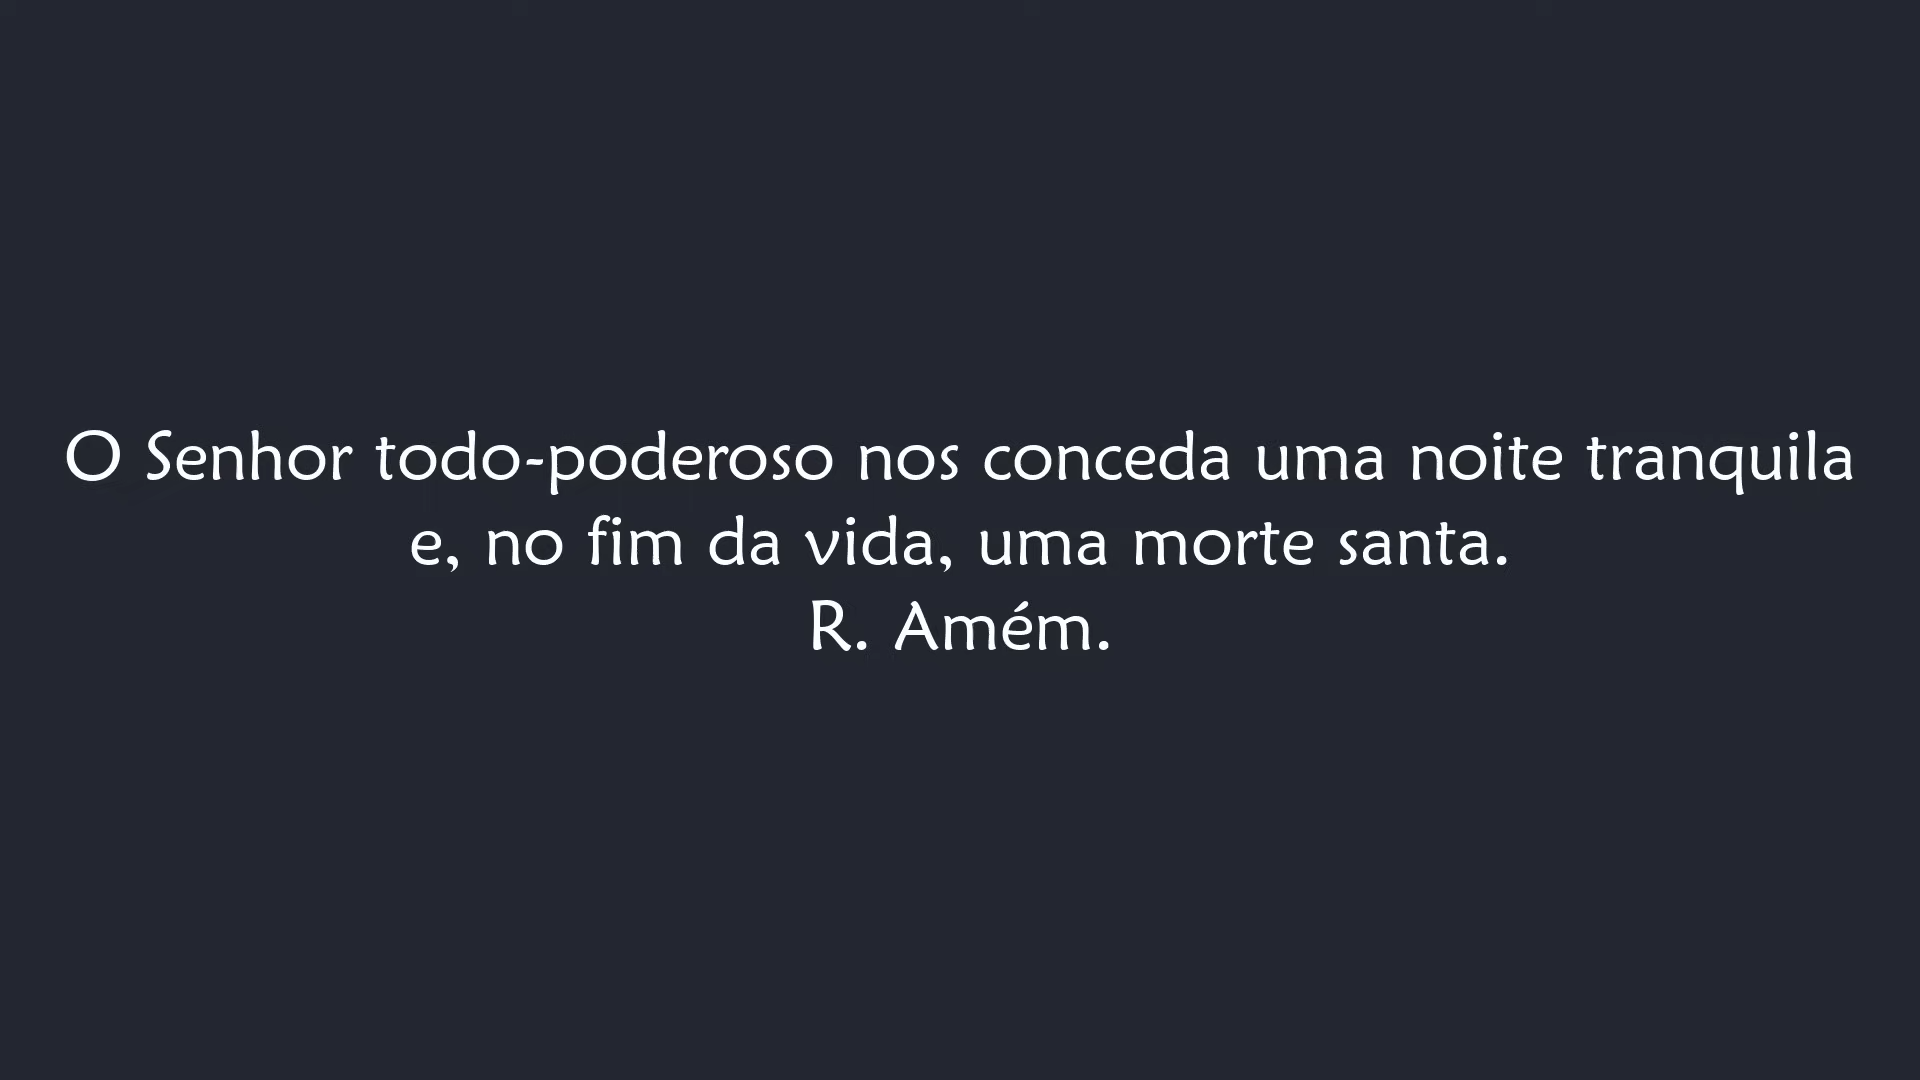 O Senhor todo-poderoso nos conceda uma noite tranquila
e, no fim da vida, uma morte santa.
R. Amém.